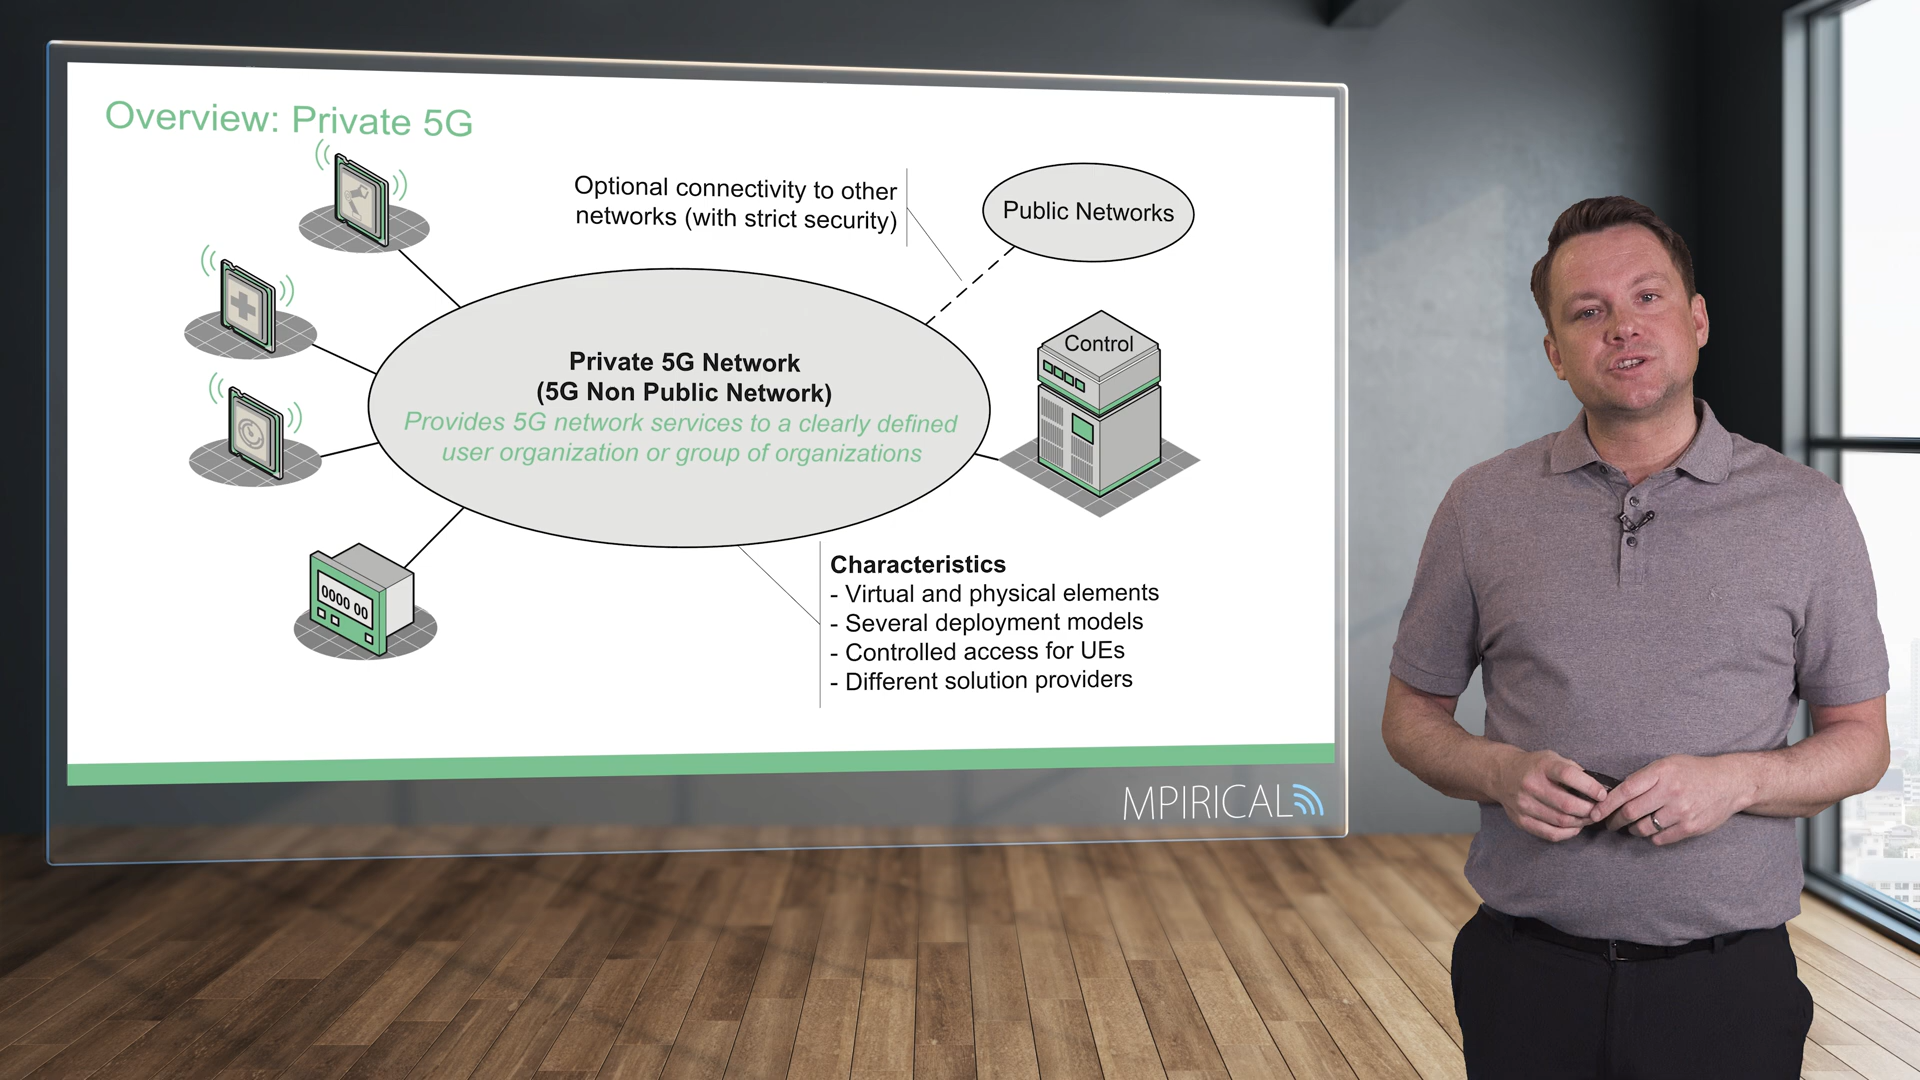 Overview: Private 5G
Optional connectivity to other
networks (with strict security)
Public Networks
Control
Private 5G Network
(5G Non Public Network)
Provides 5G network services to a clearly defined
user organization or group of organizations
0000 00
Characteristics
- Virtual and physical elements
- Several deployment models
- Controlled access for UEs
- Different solution providers
MPIRICAL